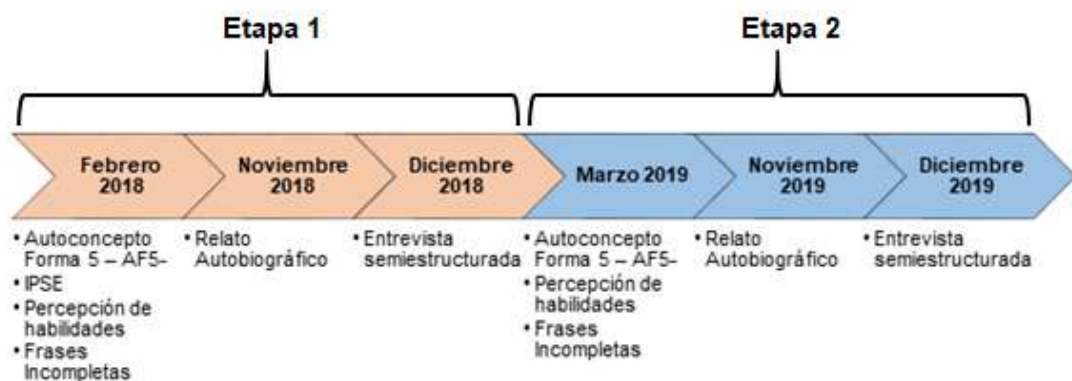 Etapa 1
Etapa 2
Febrero
2018
Noviembre
2018
Diciembre
2018
Marzo 2019
Noviembre
2019
Diciembre
2019
• Autoconcepto
Forma 5 – AF5-
• IPSE
• Percepción de
habilidades
• Frases
Incompletas
• Relato
Autobiográfico
• Entrevista
semiestructurada
• Autoconcepto
Forma 5 – AF5-
• Percepción de
habilidades
• Frases
Incompletas
• Relato
Autobiográfico
• Entrevista
semiestructurada